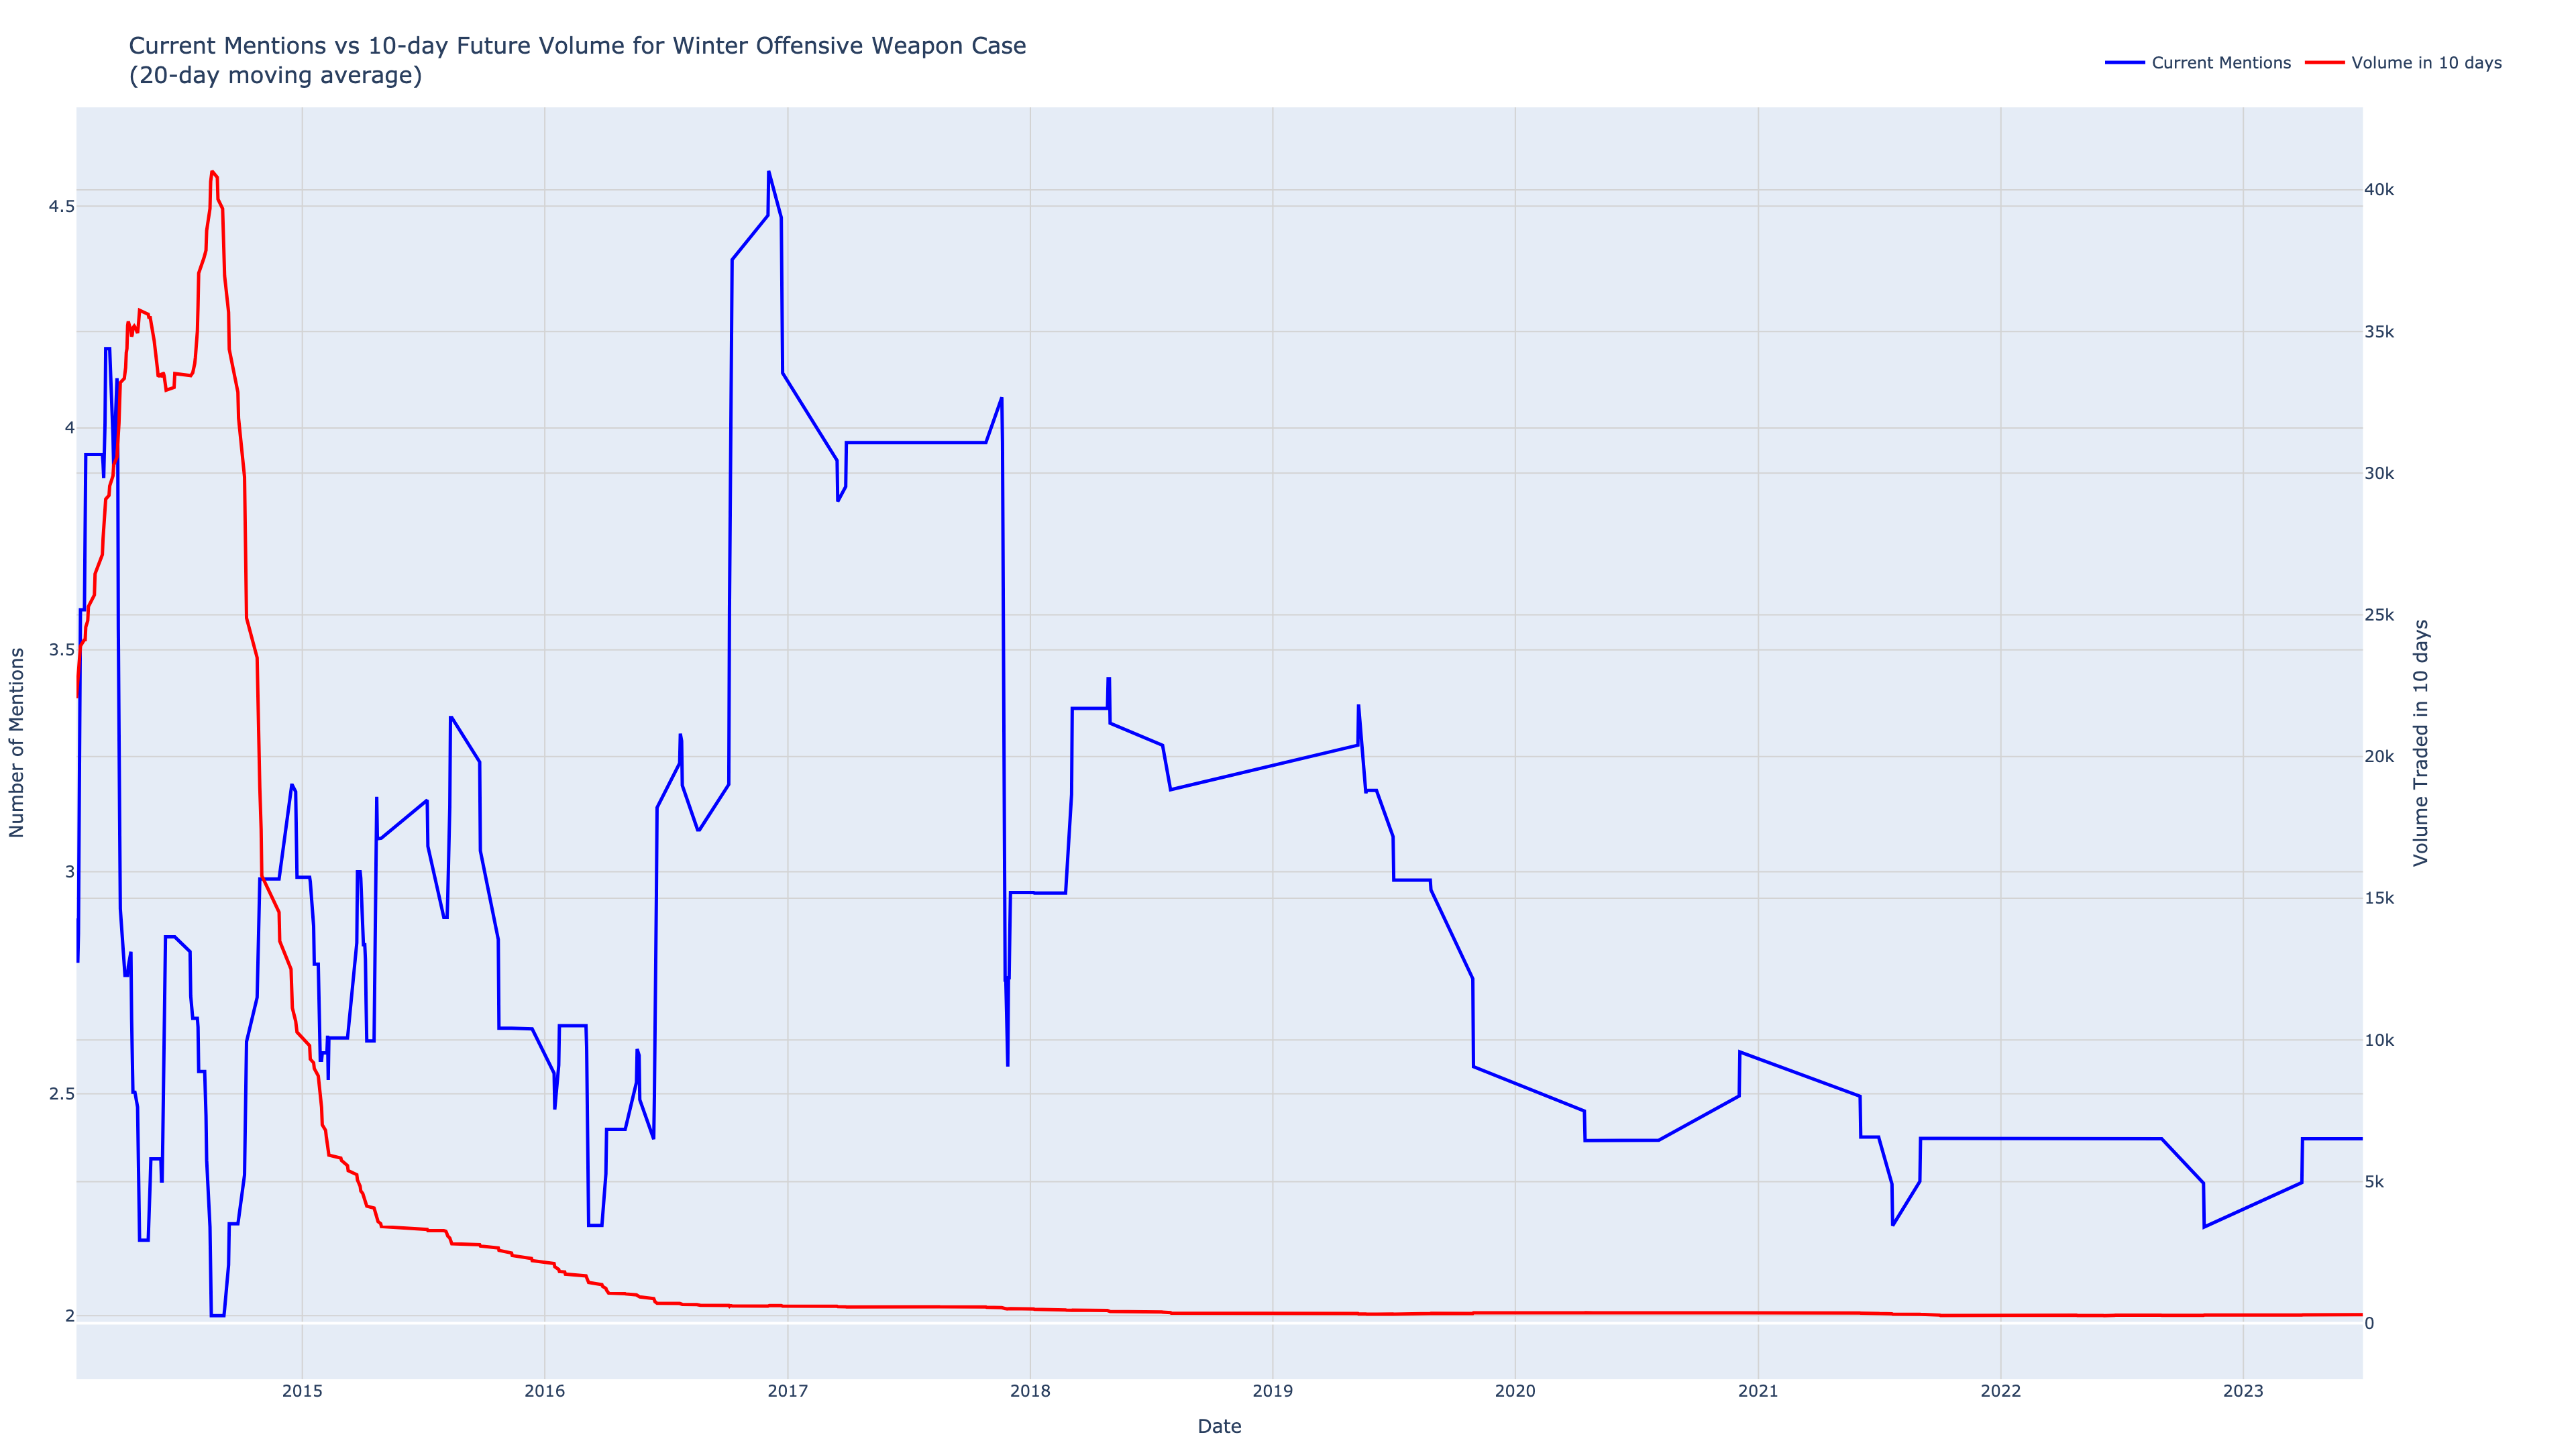 Current Mentions vs 10-day Future Volume for Winter Offensive Weapon Case
(20-day moving average)
Current Mentions
Volume in 10 days
Number of Mentions
4.5
4
3.5
3
2.5
2
40k
35k
30k
25k
20k
15k
10k
5k
0
Volume Traded in 10 days
2015
2016
2017
2018
2019
2020
2021
2022
2023
Date